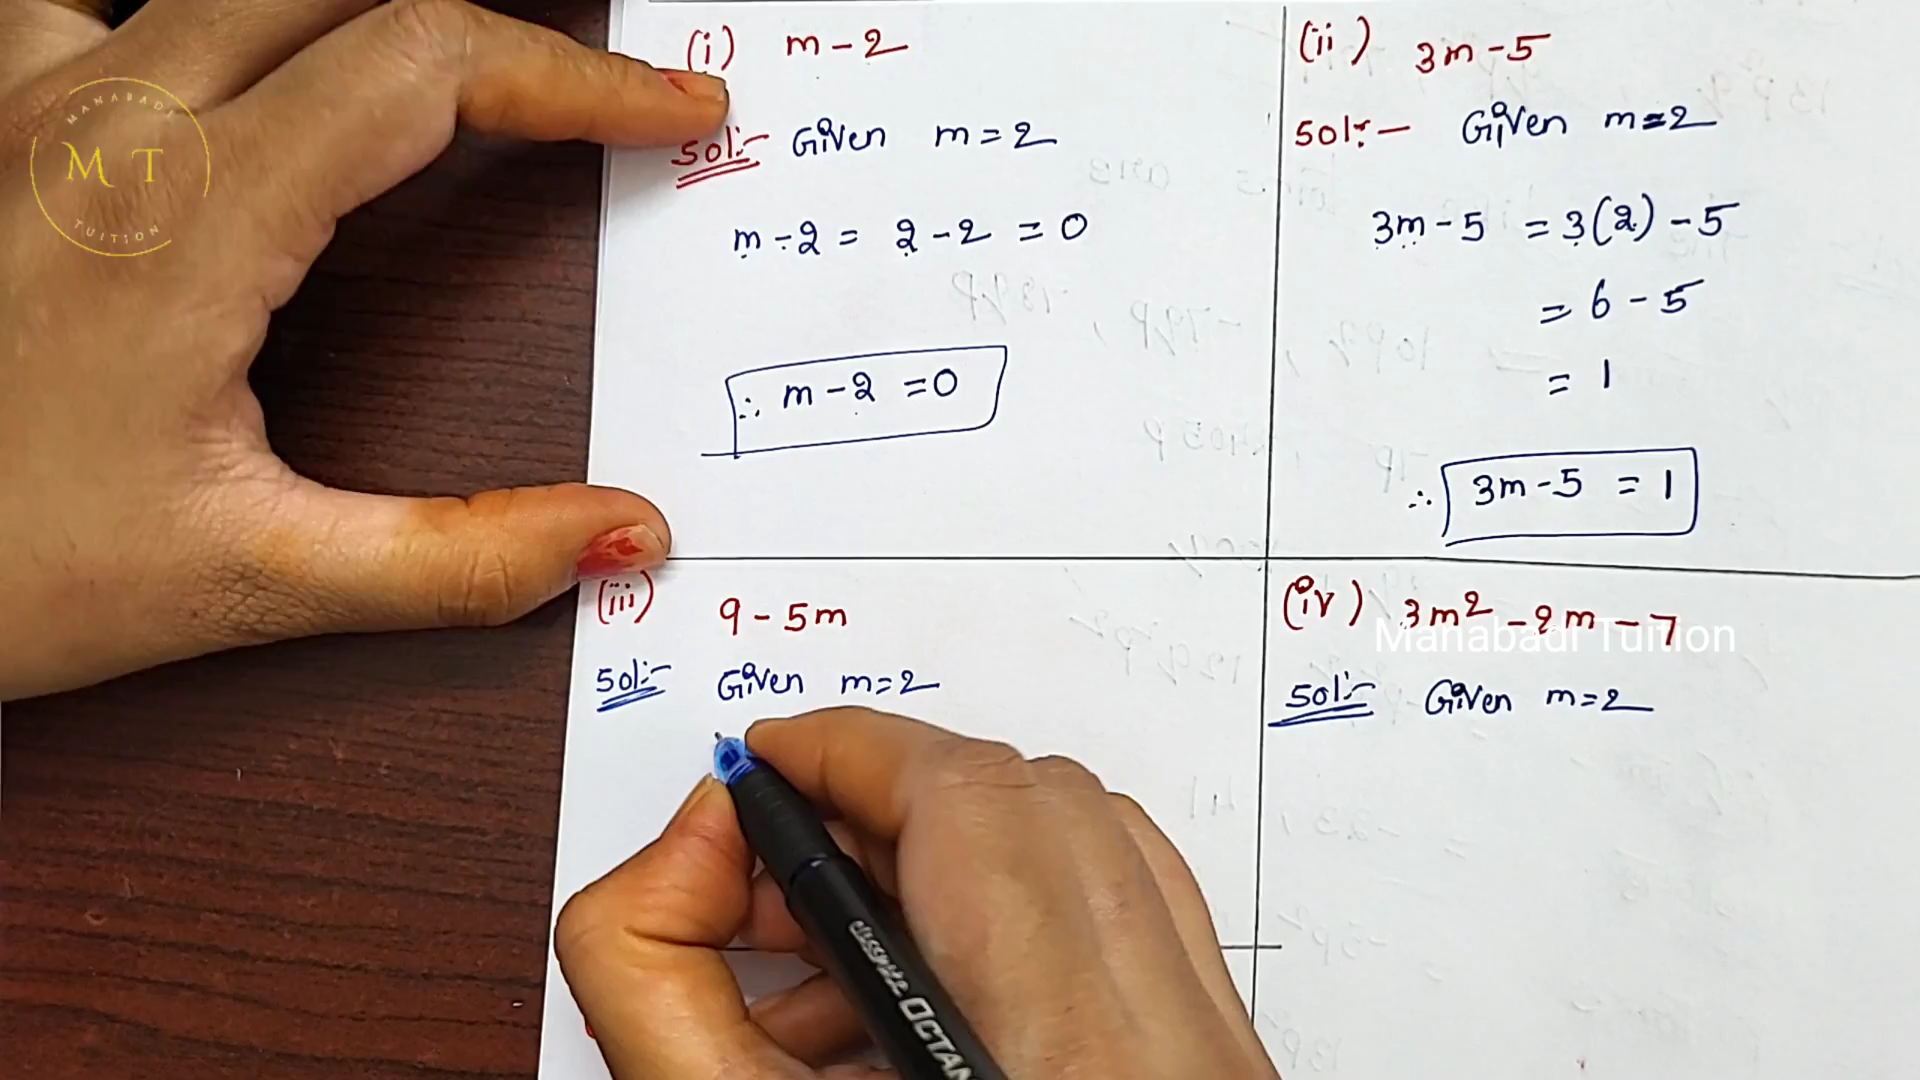 MANABADI
M T
TUITION
(i) m - 2
Sol:- Given m = 2
m - 2 = 2 - 2 = 0
∴ m - 2 = 0
(ii) 3m - 5
Sol:- Given m = 2
3m - 5 = 3(2) - 5
= 6 - 5
= 1
∴ 3m - 5 = 1
(iii) 9 - 5m
Sol:- Given m = 2
(iv) 3m² - 2m - 7
Manabadi Tuition
Sol:- Given m = 2
OCTAN